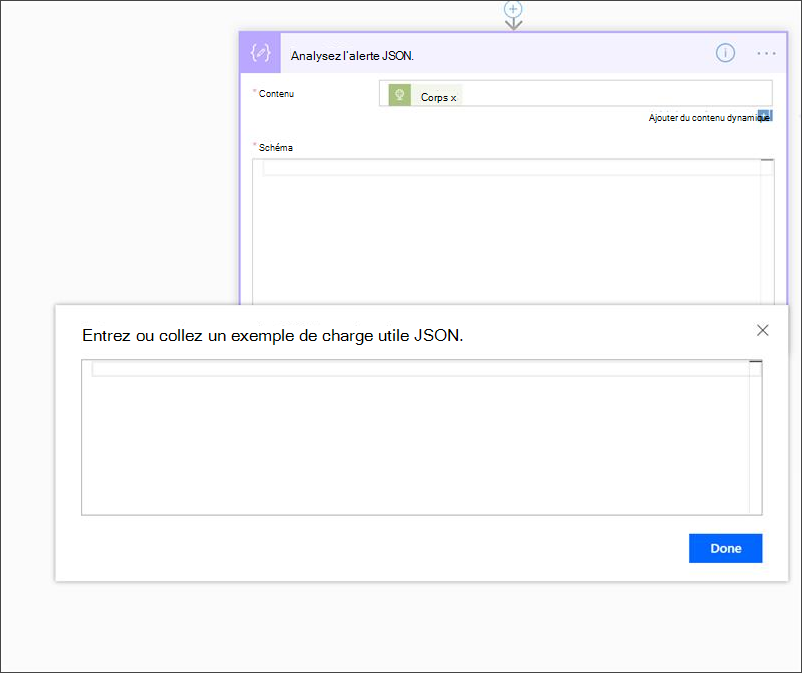 Analysez l'alerte JSON.
* Contenu
Corps x
Ajouter du contenu dynamique
* Schéma
Entrez ou collez un exemple de charge utile JSON.
Done